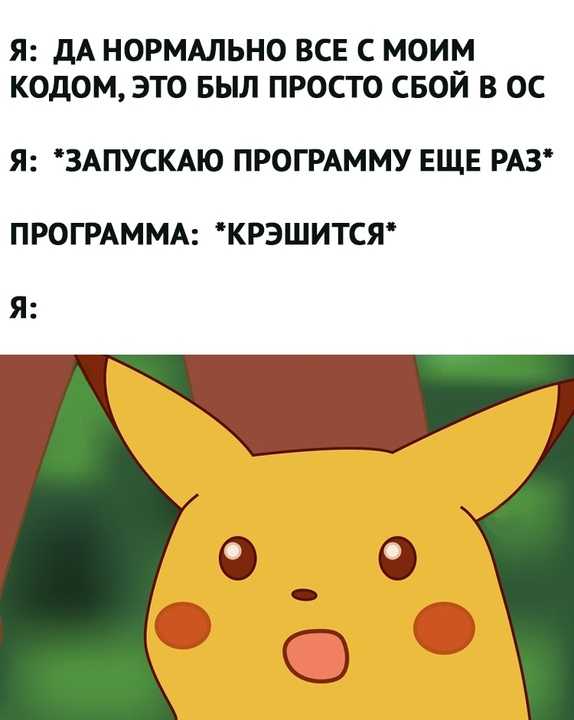 Я: ДА НОРМАЛЬНО ВСЕ С МОИМ
КОДОМ, ЭТО БЫЛ ПРОСТО СБОЙ В ОС
Я: *ЗАПУСКАЮ ПРОГРАММУ ЕЩЕ РАЗ*
ПРОГРАММА: *КРЭШИТСЯ*
Я: